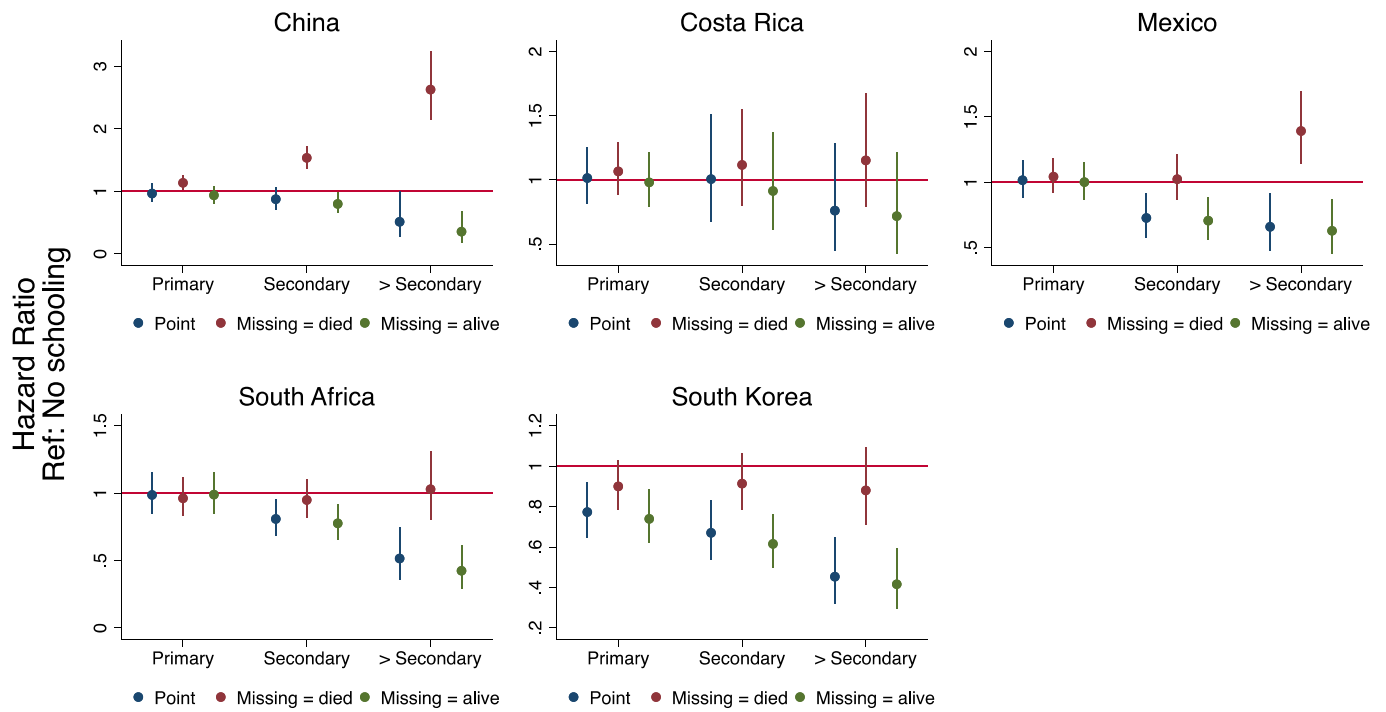 Hazard Ratio
Ref: No schooling
China
3
2
1
0
Primary Secondary > Secondary
Point Missing = died Missing = alive
Costa Rica
2
1.5
1
.5
Primary Secondary > Secondary
Point Missing = died Missing = alive
Mexico
2
1.5
1
.5
Primary Secondary > Secondary
Point Missing = died Missing = alive
South Africa
1.5
1
.5
0
Primary Secondary > Secondary
Point Missing = died Missing = alive
South Korea
1.2
1
.8
.6
.4
.2
Primary Secondary > Secondary
Point Missing = died Missing = alive